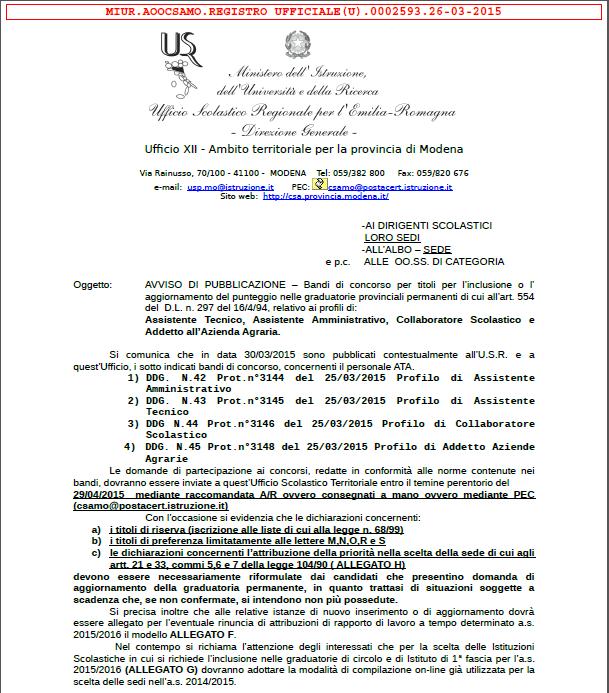 MIUR.AOOCSAMO.REGISTRO UFFICIALE(U).0002593.26-03-2015
USR
Ministero dell' Istruzione,
dell'Università e della Ricerca
Ufficio Scolastico Regionale per l'Emilia-Romagna
- Direzione Generale -
Ufficio XII - Ambito territoriale per la provincia di Modena
Via Rainusso, 70/100 - 41100 - MODENA Tel: 059/382 800 Fax: 059/820 676
e-mail: usp.mo@istruzione.it PEC: csamo@postacert.istruzione.it
Sito web: http://csa.provincia.modena.it/
-AI DIRIGENTI SCOLASTICI
LORO SEDI
-ALL'ALBO – SEDE
e p.c. ALLE OO.SS. DI CATEGORIA
Oggetto: AVVISO DI PUBBLICAZIONE – Bandi di concorso per titoli per l'inclusione o l'
aggiornamento del punteggio nelle graduatorie provinciali permanenti di cui all'art. 554
del D.L. n. 297 del 16/4/94, relativo ai profili di:
Assistente Tecnico, Assistente Amministrativo, Collaboratore Scolastico e
Addetto all'Azienda Agraria.
Si comunica che in data 30/03/2015 sono pubblicati contestualmente all'U.S.R. e a
quest'Ufficio, i sotto indicati bandi di concorso, concernenti il personale ATA.
1) DDG. N.42 Prot.n°3144 del 25/03/2015 Profilo di Assistente
Amministrativo
2) DDG. N.43 Prot.n°3145 del 25/03/2015 Profilo di Assistente
Tecnico
3) DDG N.44 Prot.n°3146 del 25/03/2015 Profilo di Collaboratore
Scolastico
4) DDG. N.45 Prot.n°3148 del 25/03/2015 Profilo di Addetto Aziende
Agrarie
Le domande di partecipazione ai concorsi, redatte in conformità alle norme contenute nei
bandi, dovranno essere inviate a quest'Ufficio Scolastico Territoriale entro il temine perentorio del
29/04/2015 mediante raccomandata A/R ovvero consegnati a mano ovvero mediante PEC
(csamo@postacert.istruzione.it)
Con l'occasione si evidenzia che le dichiarazioni concernenti:
a) i titoli di riserva (iscrizione alle liste di cui alla legge n. 68/99)
b) i titoli di preferenza limitatamente alle lettere M,N,O,R e S
c) le dichiarazioni concernenti l'attribuzione della priorità nella scelta della sede di cui agli
artt. 21 e 33, commi 5,6 e 7 della legge 104/90 ( ALLEGATO H)
devono essere necessariamente riformulate dai candidati che presentino domanda di
aggiornamento della graduatoria permanente, in quanto trattasi di situazioni soggette a
scadenza che, se non confermate, si intendono non più possedute.
Si precisa inoltre che alle relative istanze di nuovo inserimento o di aggiornamento dovrà
essere allegato per l'eventuale rinuncia di attribuzioni di rapporto di lavoro a tempo determinato a.s.
2015/2016 il modello ALLEGATO F.
Nel contempo si richiama l'attenzione degli interessati che per la scelta delle Istituzioni
Scolastiche in cui si richiede l'inclusione nelle graduatorie di circolo e di Istituto di 1ª fascia per l'a.s.
2015/2016 (ALLEGATO G) dovranno adottare la modalità di compilazione on-line già utilizzata per la
scelta delle sedi nell'a.s. 2014/2015.